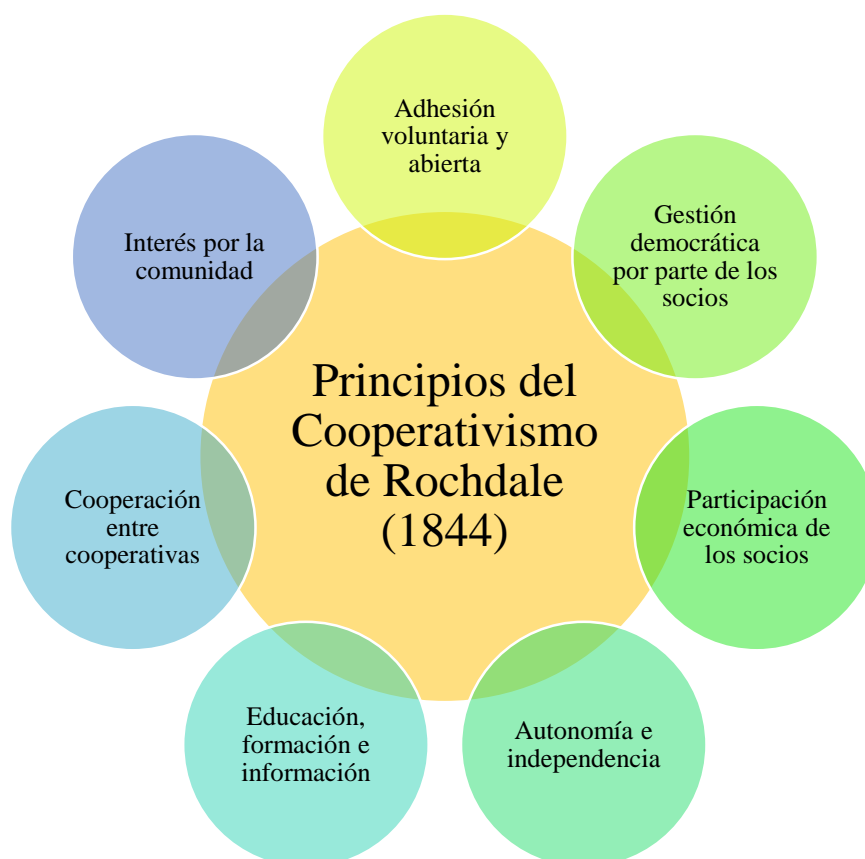 Adhesión
voluntaria y
abierta
Gestión
democrática
por parte de los
socios
Participación
económica de
los socios
Autonomía e
independencia
Educación,
formación e
información
Cooperación
entre
cooperativas
Interés por la
comunidad
Principios del
Cooperativismo
de Rochdale
(1844)